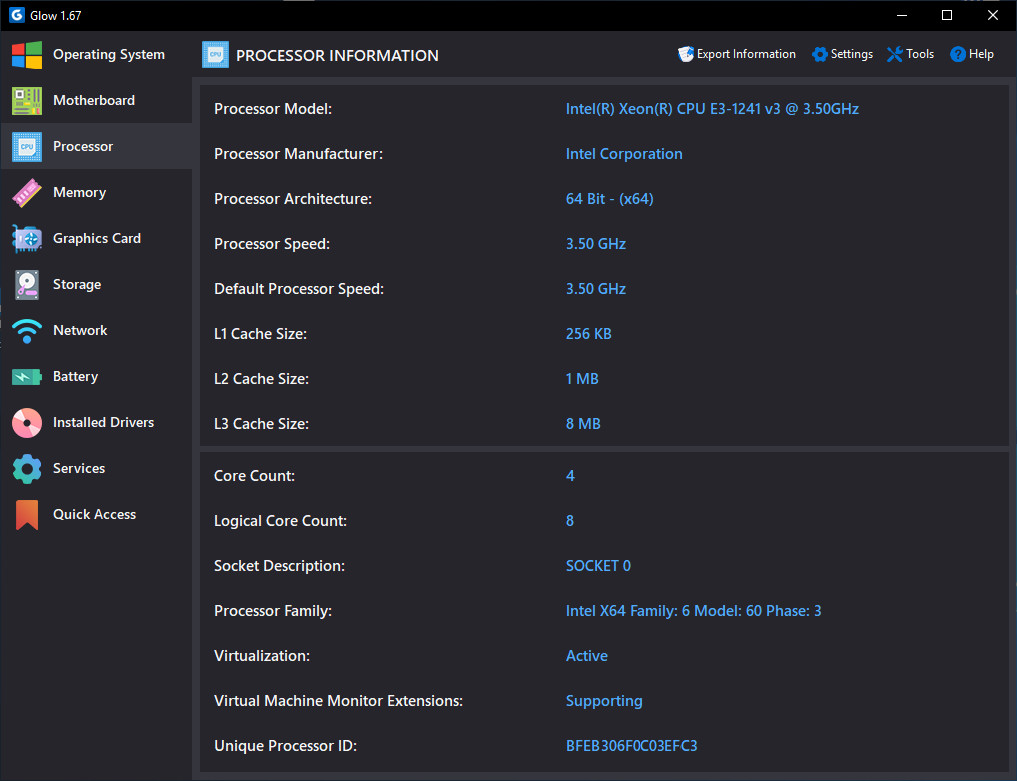 Glow 1.67
Operating System
Motherboard
Processor
Memory
Graphics Card
Storage
Network
Battery
Installed Drivers
Services
Quick Access
PROCESSOR INFORMATION
Export Information Settings Tools Help
Processor Model: Intel(R) Xeon(R) CPU E3-1241 v3 @ 3.50GHz
Processor Manufacturer: Intel Corporation
Processor Architecture: 64 Bit - (x64)
Processor Speed: 3.50 GHz
Default Processor Speed: 3.50 GHz
L1 Cache Size: 256 KB
L2 Cache Size: 1 MB
L3 Cache Size: 8 MB
Core Count: 4
Logical Core Count: 8
Socket Description: SOCKET 0
Processor Family: Intel X64 Family: 6 Model: 60 Phase: 3
Virtualization: Active
Virtual Machine Monitor Extensions: Supporting
Unique Processor ID: BFEB306F0C03EFC3